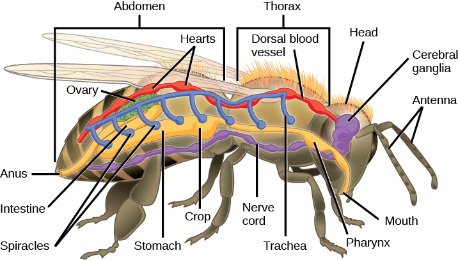 Abdomen
Thorax
Hearts
Dorsal blood
vessel
Head
Cerebral
ganglia
Ovary
Antenna
Anus
Intestine
Spiracles
Stomach
Crop
Nerve
cord
Trachea
Pharynx
Mouth